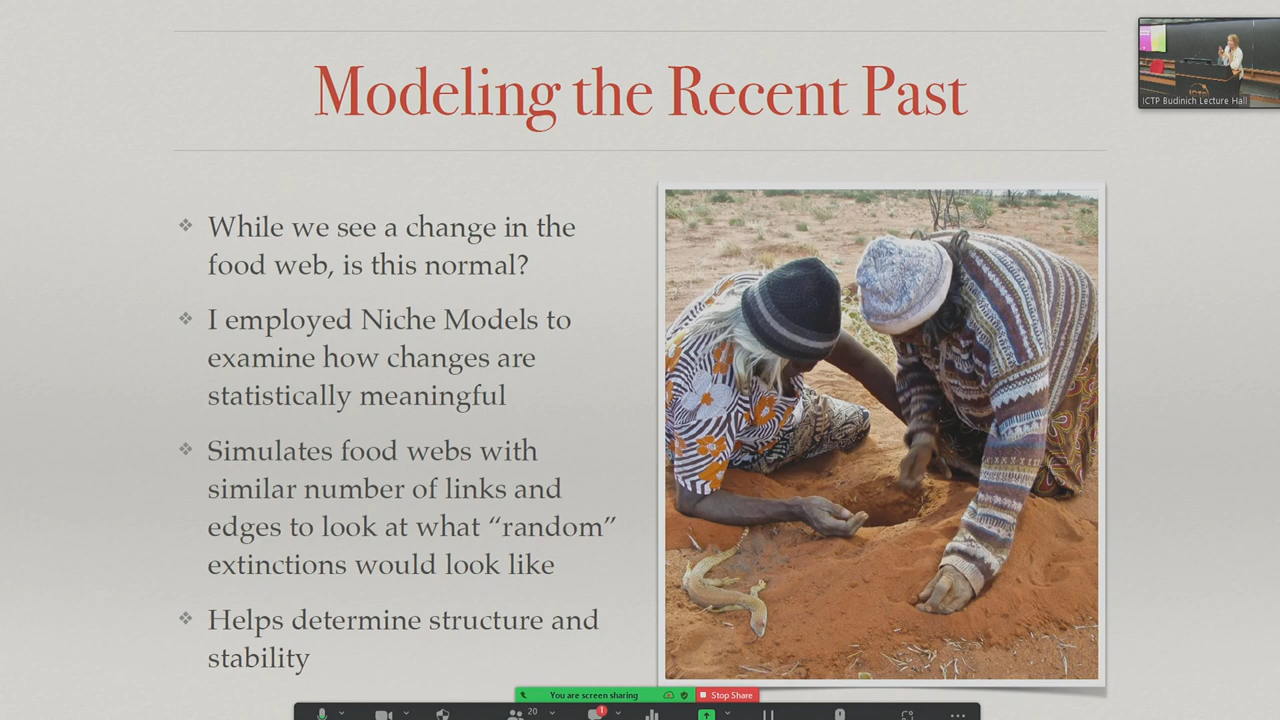 Modeling the Recent Past
ICTP Budinich Lecture Hall
While we see a change in the
food web, is this normal?
I employed Niche Models to
examine how changes are
statistically meaningful
Simulates food webs with
similar number of links and
edges to look at what “random”
extinctions would look like
Helps determine structure and
stability
You are screen sharing
Stop Share
20
1